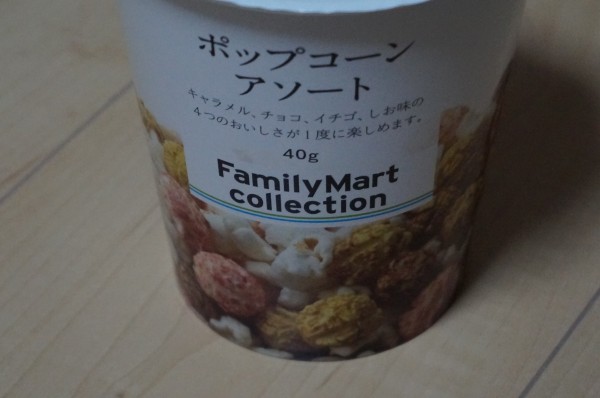 ポップコーン
アソート
キャラメル、チョコ、イチゴ、しお味の
4つのおいしさが1度に楽しめます。
40g
FamilyMart
collection